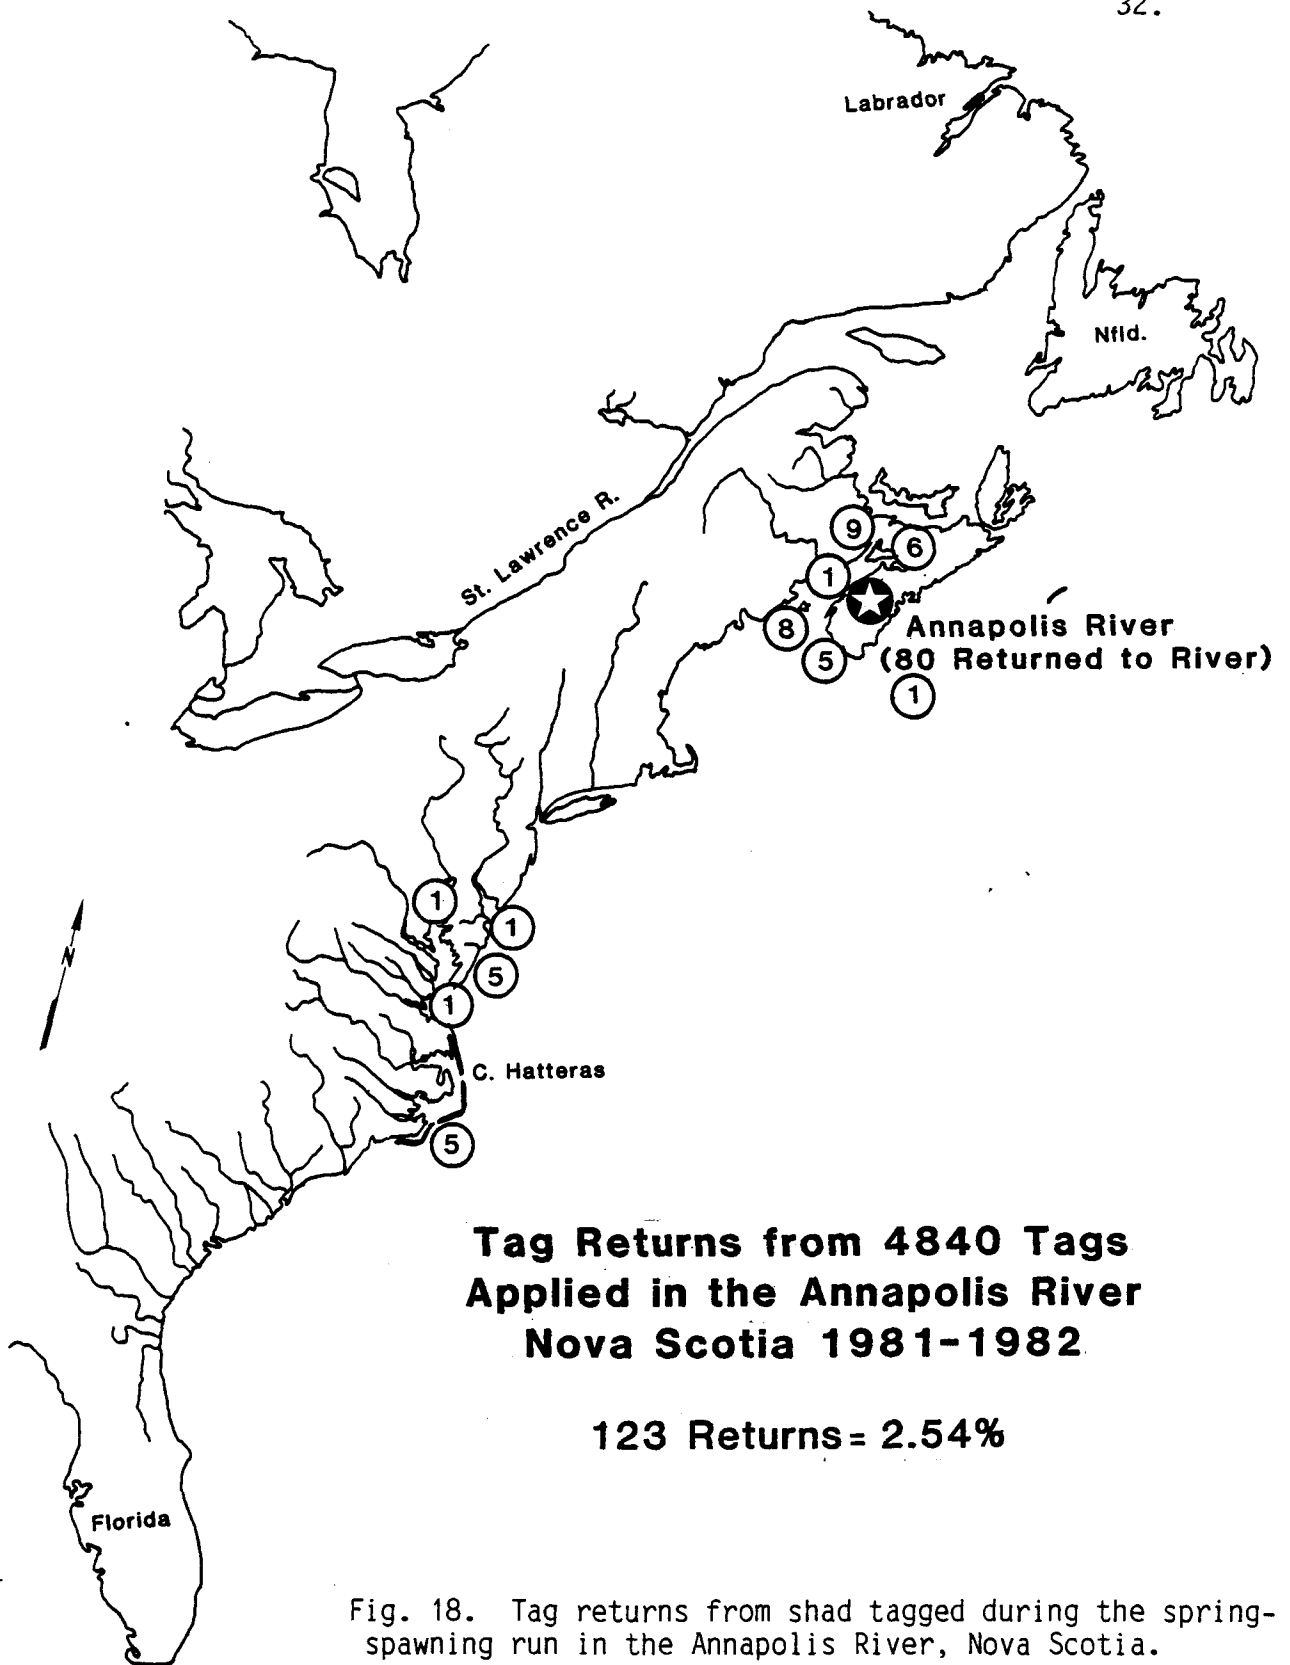 32.
Labrador
Nfld.
St. Lawrence R.
9
6
1
8
5
Annapolis River
(80 Returned to River)
1
1
1
5
1
N
C. Hatteras
5
Tag Returns from 4840 Tags
Applied in the Annapolis River
Nova Scotia 1981-1982
123 Returns = 2.54%
Florida
Fig. 18. Tag returns from shad tagged during the spring-
spawning run in the Annapolis River, Nova Scotia.